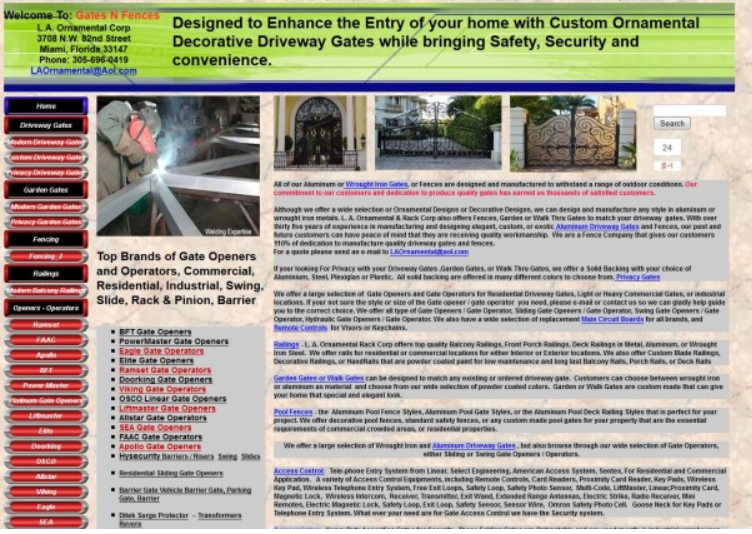 Welcome To: Gates N Fences
L.A. Ornamental Corp
3708 N.W. 82nd Street
Miami, Florida 33147
Phone: 305-696-0419
LAOrnamental@Aol.com
Designed to Enhance the Entry of your home with Custom Ornamental
Decorative Driveway Gates while bringing Safety, Security and
convenience.
Home
Driveway Gates
Modern Driveway Gates
Custom Driveway Gates
Privacy Driveway Gates
Garden Gates
Modern Garden Gates
Privacy Garden Gates
Fencing
Fencing_2
Railings
Modern Balcony Railings
Openers - Operators
Ramset
FAAC
Apollo
BFT
Power Master
Platinum Gate Openers
Liftmaster
Elite
Doorking
OSCO
Allstar
Viking
Eagle
SEA
Welding Expertise
Top Brands of Gate Openers
and Operators, Commercial,
Residential, Industrial, Swing,
Slide, Rack & Pinion, Barrier
BFT Gate Openers
PowerMaster Gate Openers
Eagle Gate Operators
Elite Gate Openers
Ramset Gate Operators
Doorking Gate Openers
Viking Gate Operators
OSCO Linear Gate Openers
Liftmaster Gate Operators
Allstar Gate Operators
SEA Gate Openers
FAAC Gate Operators
Apollo Gate Openers
Hysecurity Barriers / Risers Swing Slides
Residential Sliding Gate Openers
Barrier Gate Vehicle Barrier Gate, Parking
Gate, Barrier
Ditek Surge Protector -- Transformers
Revere
Search
24
g+1
All of our Aluminum or Wrought Iron Gates, or Fences are designed and manufactured to withstand a range of outdoor conditions. Our
commitment to our customers and dedication to produce quality gates has earned us thousands of satisfied customers.
Although we offer a wide selection or Ornamental Designs or Decorative Designs, we can design and manufacture any style in aluminum or
wrought iron metals. L. A. Ornamental & Rack Corp also offers Fences, Garden or Walk Thru Gates to match your driveway gates. With over
thirty five years of experience in manufacturing and designing elegant, custom, or exotic Aluminum Driveway Gates and Fences, our past and
future customers can have peace of mind that they are receiving quality workmanship. We are a Fence Company that gives our customers
110% of dedication to manufacture quality driveway gates and fences.
For a quote please send an e-mail to LAOrnamental@aol.com
If your looking For Privacy with your Driveway Gates ,Garden Gates, or Walk Thru Gates, we offer a Solid Backing with your choice of
Aluminum, Steel, Plexiglas or Plastic. All solid backing are offered in many different colors to choose from. Privacy Gates
We offer a large selection of Gate Openers and Gate Operators for Residential Driveway Gates, Light or Heavy Commercial Gates, or industrial
locations. If your not sure the style or size of the Gate opener / gate operator you need, please e-mail or contact us so we can gladly help guide
you to the correct choice. We offer all type of Gate Openers / Gate Operator, Sliding Gate Openers / Gate Operator, Swing Gate Openers / Gate
Operator, Hydraulic Gate Openers / Gate Operator. We also have a wide selection of replacement Main Circuit Boards for all brands, and
Remote Controls for Visors or Keychains.
Railings - L. A. Ornamental Rack Corp offers top quality Balcony Railings, Front Porch Railings, Deck Railings in Metal, Aluminum, or Wrought
Iron Steel. We offer rails for residential or commercial locations for either Interior or Exterior locations. We also offer Custom Made Railings,
Decorative Railings, or HandRails that are powder coated paint for low maintenance and long last Balcony Rails, Porch Rails, or Deck Rails
Garden Gates or Walk Gates can be designed to match any existing or ordered driveway gate. Customers can choose between wrought iron
or aluminum as material and choose from our wide selection of powder coated colors. Garden or Walk Gates are custom made that can give
your home that special and elegant look.
Pool Fences - the Aluminum Pool Fence Styles, Aluminum Pool Gate Styles, or the Aluminum Pool Deck Railing Styles that is perfect for your
project. We offer decorative pool fences, standard safety fences, or any custom made pool gates for your property that are the essential
requirements of commercial crowded areas, or residential properties.
We offer a large selection of Wrought Iron and Aluminum Driveway Gates , but also browse through our wide selection of Gate Operators,
either Sliding or Swing Gate Openers / Operators.
Access Control: Tele-phone Entry System from Linear, Select Engineering, American Access System, Sentex, For Residential and Commercial
Application. A variety of Access Control Equipments, including Remote Controls, Card Readers, Proximity Card Reader, Key Pads, Wireless
Key Pad, Wireless Telephone Entry System, Free Exit Loops, Safety Loop, Safety Photo Sensor, Multi-Code, LiftMaster, Linear,Proximity Card,
Magnetic Lock, Wireless Intercom, Receiver, Transmitter, Exit Wand, Extended Range Antennas, Electric Strike, Radio Receiver, Mini
Remotes, Electric Magnetic Lock, Safety Loop, Exit Loop, Safety Sensor, Sensor Wire, Omron Safety Photo Cell. Goose Neck for Key Pads or
Telephone Entry System. What ever your need are for Gate Access Control we have the Security system.